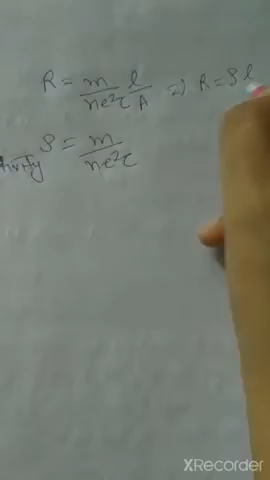 R = m/ne²τ l/A ⇒ R = ρ l
ρ = m/ne²τ
XRecorder